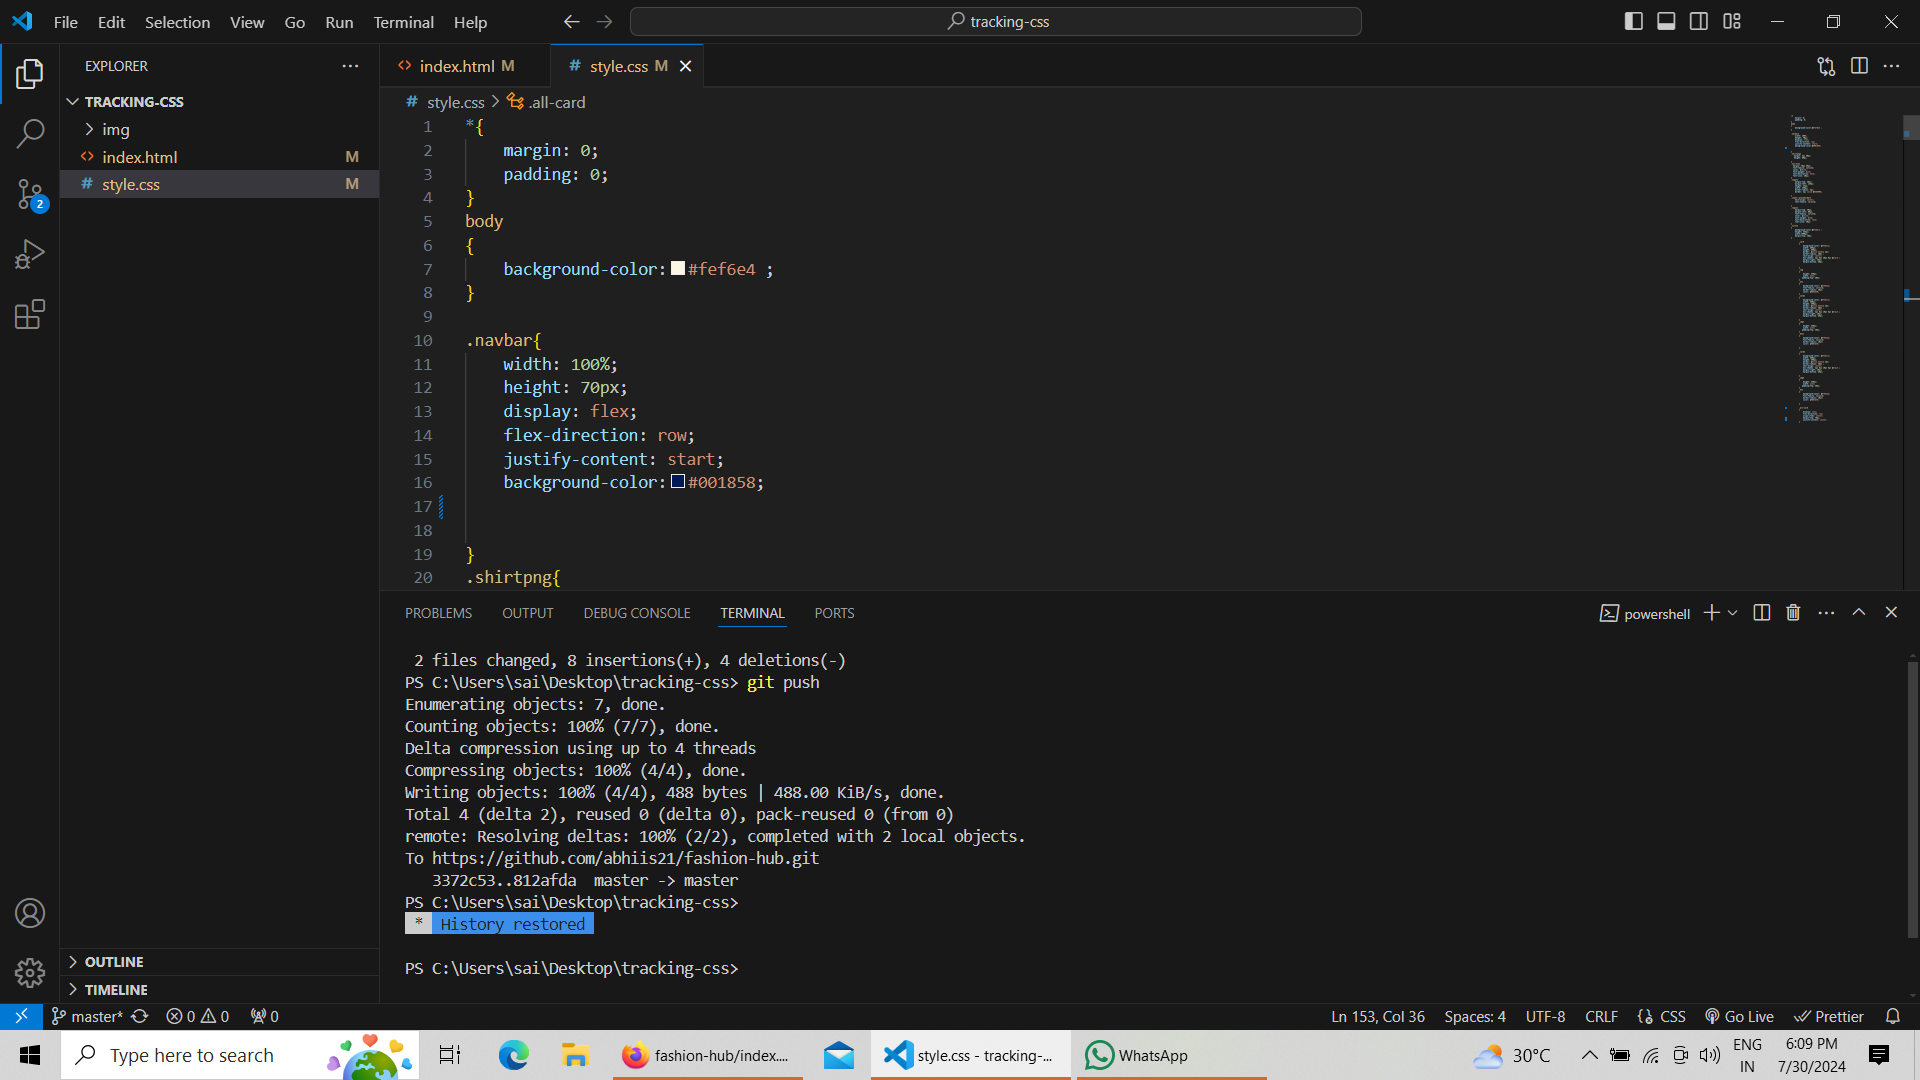 File Edit Selection View Go Run Terminal Help
tracking-css
EXPLORER
TRACKING-CSS
img
index.html M
style.css M
2
OUTLINE
TIMELINE
index.html M
style.css M
style.css > .all-card
1 *{
2 margin: 0;
3 padding: 0;
4 }
5 body
6 {
7 background-color: #fef6e4 ;
8 }
9
10 .navbar{
11 width: 100%;
12 height: 70px;
13 display: flex;
14 flex-direction: row;
15 justify-content: start;
16 background-color: #001858;
17
18
19 }
20 .shirtpng{
PROBLEMS OUTPUT DEBUG CONSOLE TERMINAL PORTS
powershell
2 files changed, 8 insertions(+), 4 deletions(-)
PS C:\Users\sai\Desktop\tracking-css> git push
Enumerating objects: 7, done.
Counting objects: 100% (7/7), done.
Delta compression using up to 4 threads
Compressing objects: 100% (4/4), done.
Writing objects: 100% (4/4), 488 bytes | 488.00 KiB/s, done.
Total 4 (delta 2), reused 0 (delta 0), pack-reused 0 (from 0)
remote: Resolving deltas: 100% (2/2), completed with 2 local objects.
To https://github.com/abhiis21/fashion-hub.git
3372c53..812afda master -> master
PS C:\Users\sai\Desktop\tracking-css>
* History restored
PS C:\Users\sai\Desktop\tracking-css>
master* 0 0 0
Ln 153, Col 36 Spaces: 4 UTF-8 CRLF {} CSS Go Live Prettier
Type here to search
fashion-hub/index....
style.css - tracking-...
WhatsApp
30°C
ENG
IN
6:09 PM
7/30/2024